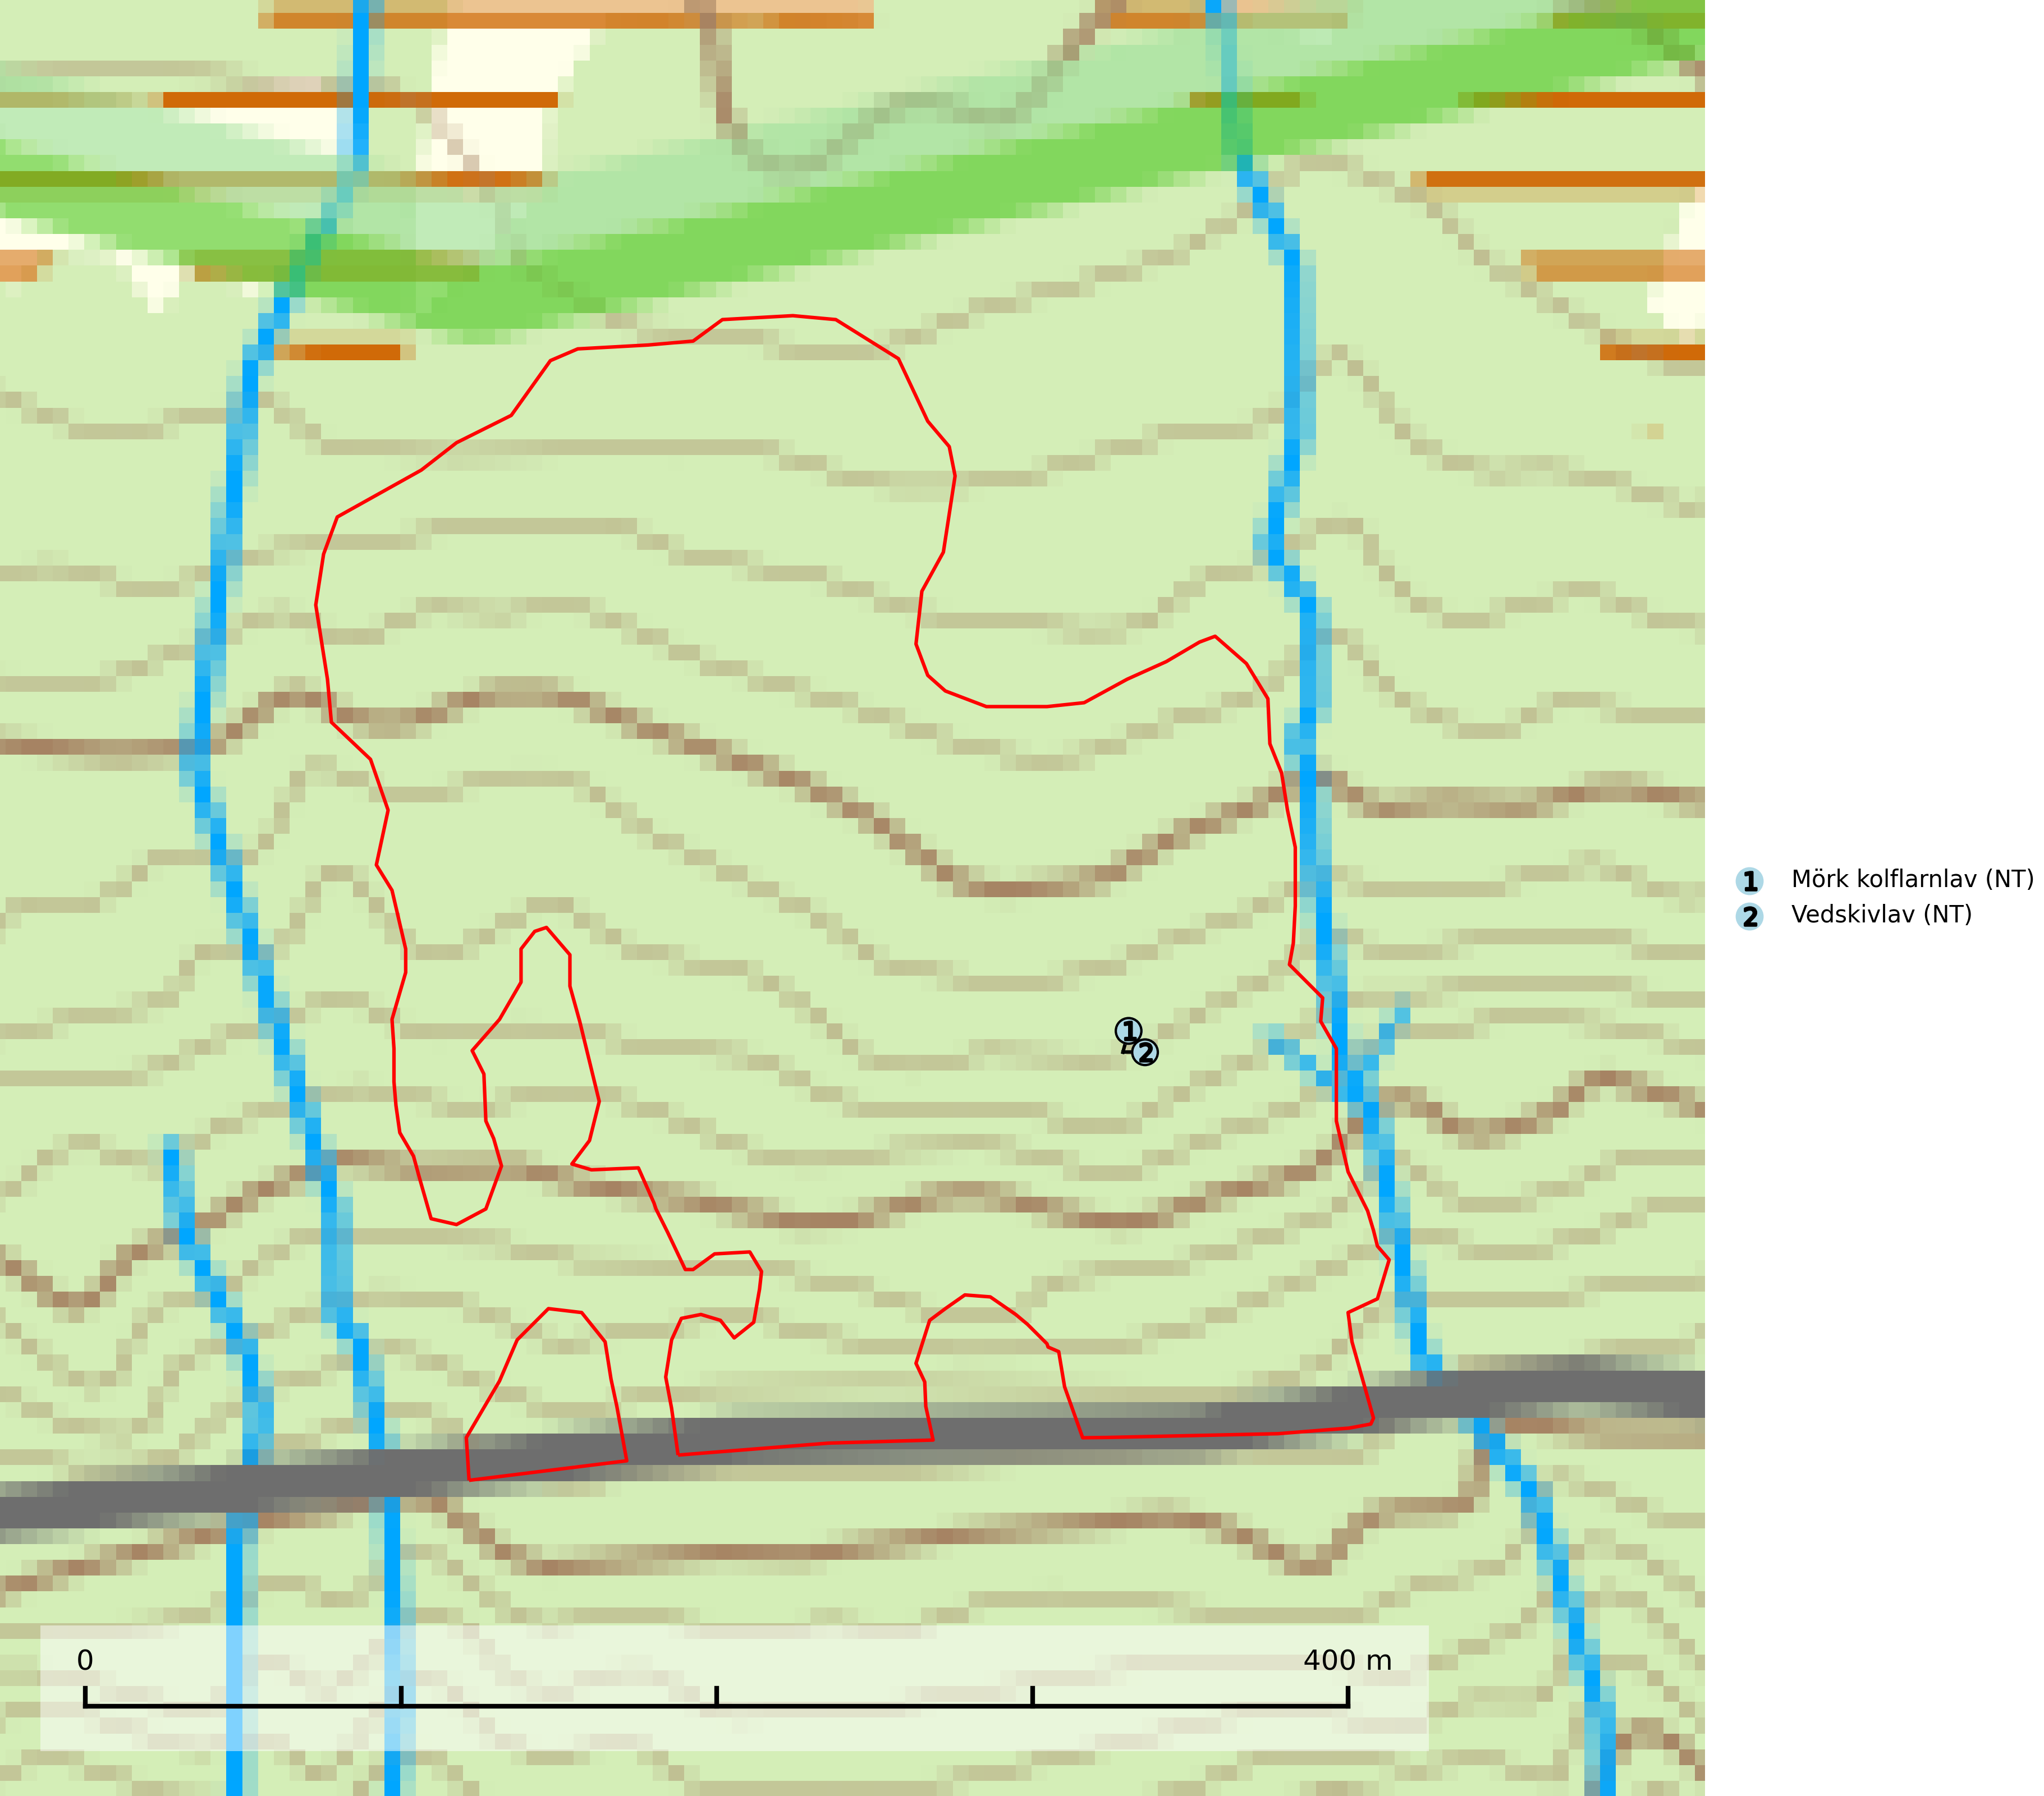 1
2
1 Mörk kolflarnlav (NT)
2 Vedskivlav (NT)
0 400 m